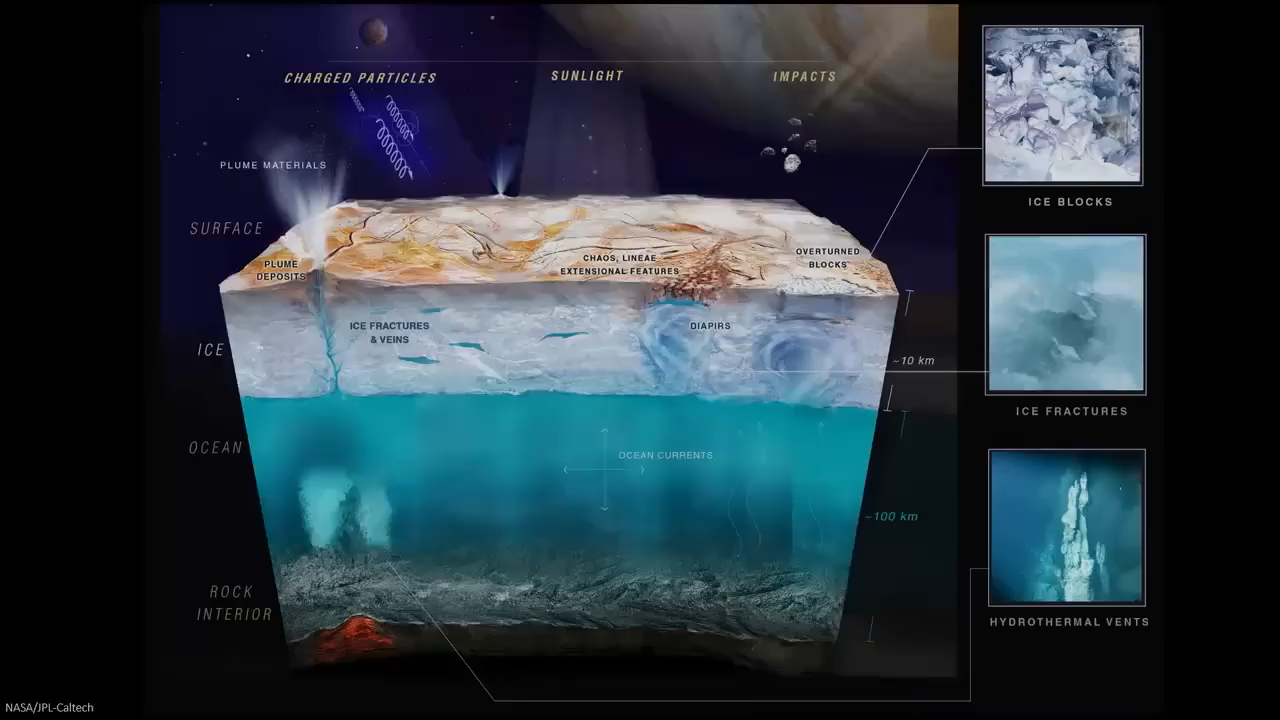 CHARGED PARTICLES
SUNLIGHT
IMPACTS
PLUME MATERIALS
SURFACE
PLUME
DEPOSITS
CHAOS, LINEAE
EXTENSIONAL FEATURES
OVERTURNED
BLOCKS
ICE BLOCKS
ICE
ICE FRACTURES
& VEINS
DIAPIRS
~10 km
ICE FRACTURES
OCEAN
OCEAN CURRENTS
~100 km
ROCK
INTERIOR
HYDROTHERMAL VENTS
NASA/JPL-Caltech